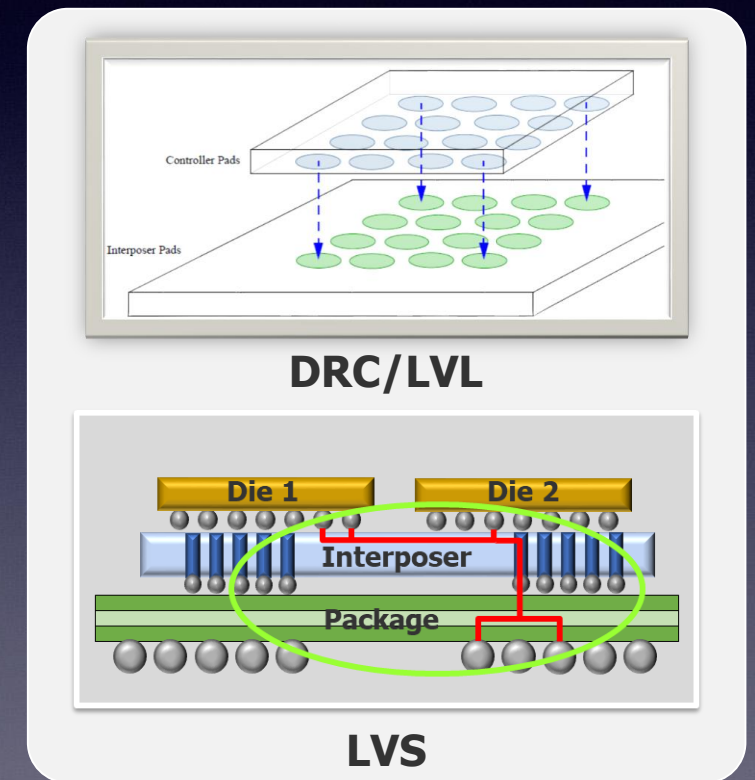 Controller Pads
Interposer Pads
DRC/LVL
Die 1
Die 2
Interposer
Package
LVS